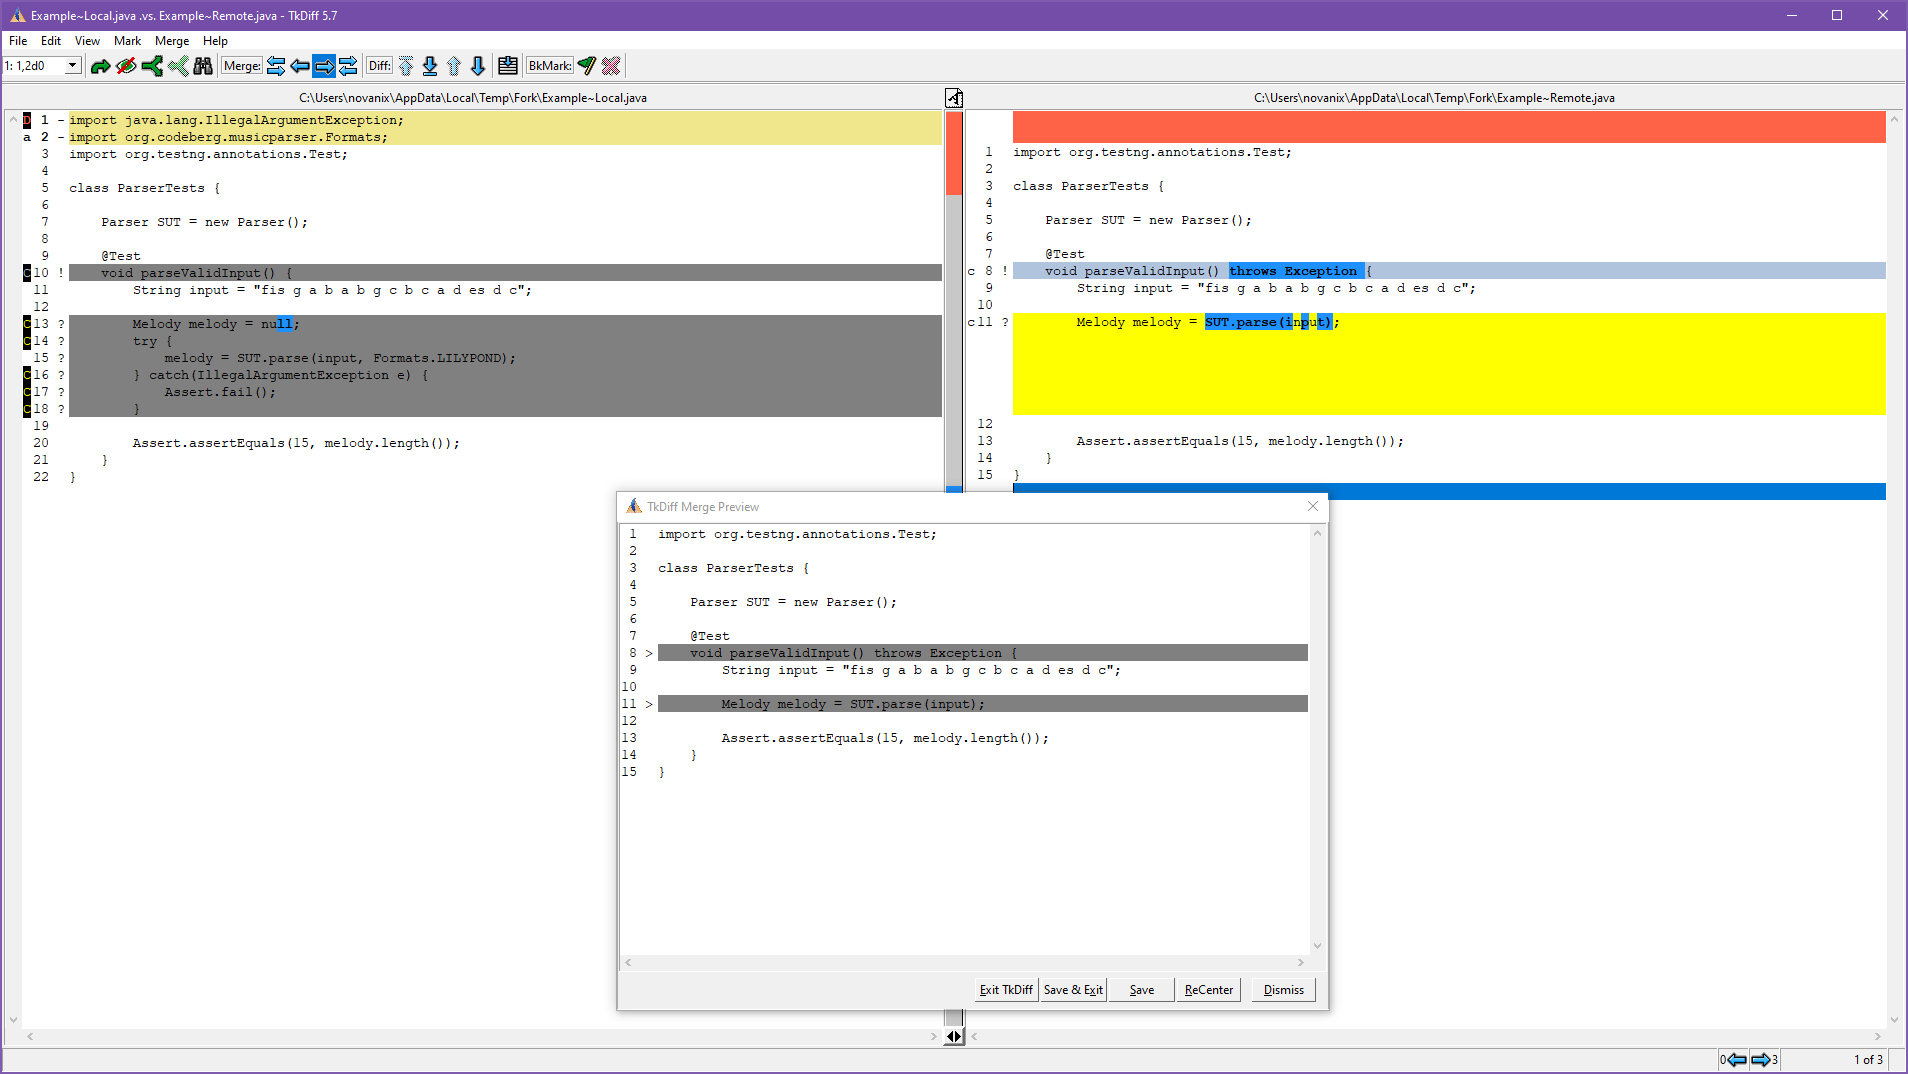 Example~Local.java .vs. Example~Remote.java - TkDiff 5.7
File Edit View Mark Merge Help
1: 1,2d0 Merge: Diff: BkMark:
C:\Users\novanix\AppData\Local\Temp\Fork\Example~Local.java
D 1 - import java.lang.IllegalArgumentException;
a 2 - import org.codeberg.musicparser.Formats;
3 import org.testng.annotations.Test;
4
5 class ParserTests {
6
7 Parser SUT = new Parser();
8
9 @Test
C 10 ! void parseValidInput() {
11 String input = "fis g a b a b g c b c a d es d c";
12
C 13 ? Melody melody = null;
C 14 ? try {
15 ? melody = SUT.parse(input, Formats.LILYPOND);
C 16 ? } catch(IllegalArgumentException e) {
C 17 ? Assert.fail();
C 18 ? }
19
20 Assert.assertEquals(15, melody.length());
21 }
22 }
C:\Users\novanix\AppData\Local\Temp\Fork\Example~Remote.java
1 import org.testng.annotations.Test;
2
3 class ParserTests {
4
5 Parser SUT = new Parser();
6
7 @Test
c 8 ! void parseValidInput() throws Exception {
9 String input = "fis g a b a b g c b c a d es d c";
10
c 11 ? Melody melody = SUT.parse(input);
12
13 Assert.assertEquals(15, melody.length());
14 }
15 }
TkDiff Merge Preview
1 import org.testng.annotations.Test;
2
3 class ParserTests {
4
5 Parser SUT = new Parser();
6
7 @Test
8 > void parseValidInput() throws Exception {
9 String input = "fis g a b a b g c b c a d es d c";
10
11 > Melody melody = SUT.parse(input);
12
13 Assert.assertEquals(15, melody.length());
14 }
15 }
Exit TkDiff Save & Exit Save ReCenter Dismiss
0 3 1 of 3